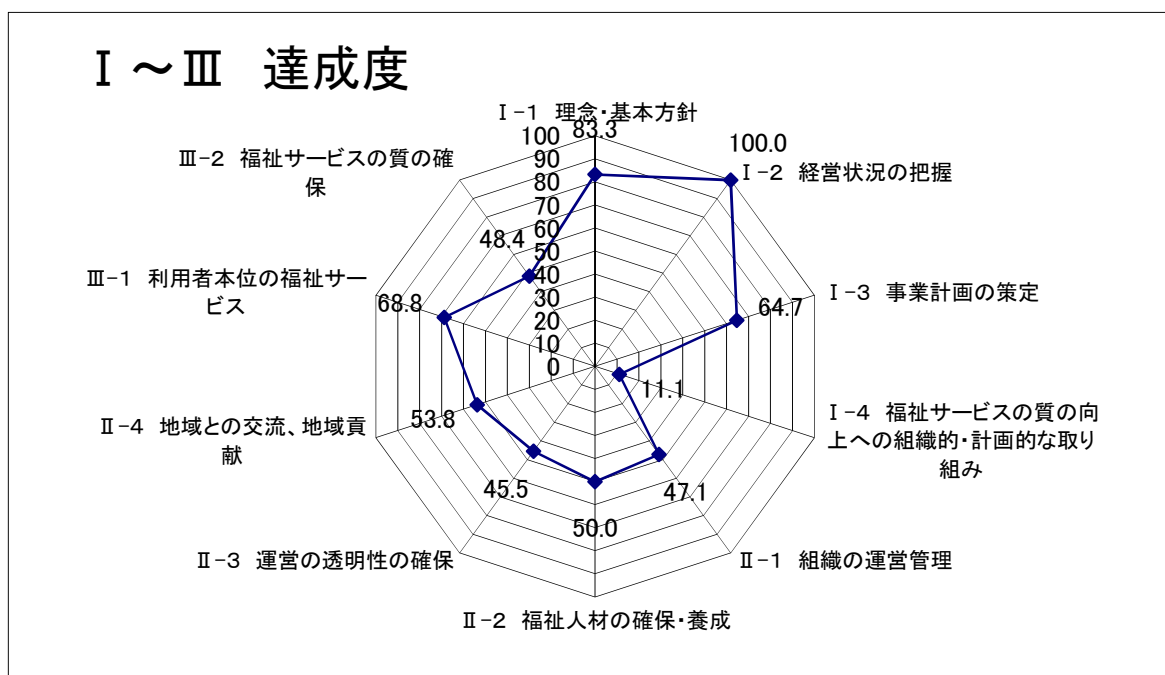 Ⅰ～Ⅲ 達成度
Ⅰ-1 理念・基本方針
83.3
100.0
Ⅰ-2 経営状況の把握
Ⅰ-3 事業計画の策定
64.7
11.1
Ⅰ-4 福祉サービスの質の向
上への組織的・計画的な取り
組み
47.1
Ⅱ-1 組織の運営管理
50.0
Ⅱ-2 福祉人材の確保・養成
45.5
Ⅱ-3 運営の透明性の確保
53.8
Ⅱ-4 地域との交流、地域貢
献
Ⅲ-1 利用者本位の福祉サー
ビス
68.8
Ⅲ-2 福祉サービスの質の確
保
48.4
100
90
80
70
60
50
40
30
20
10
0